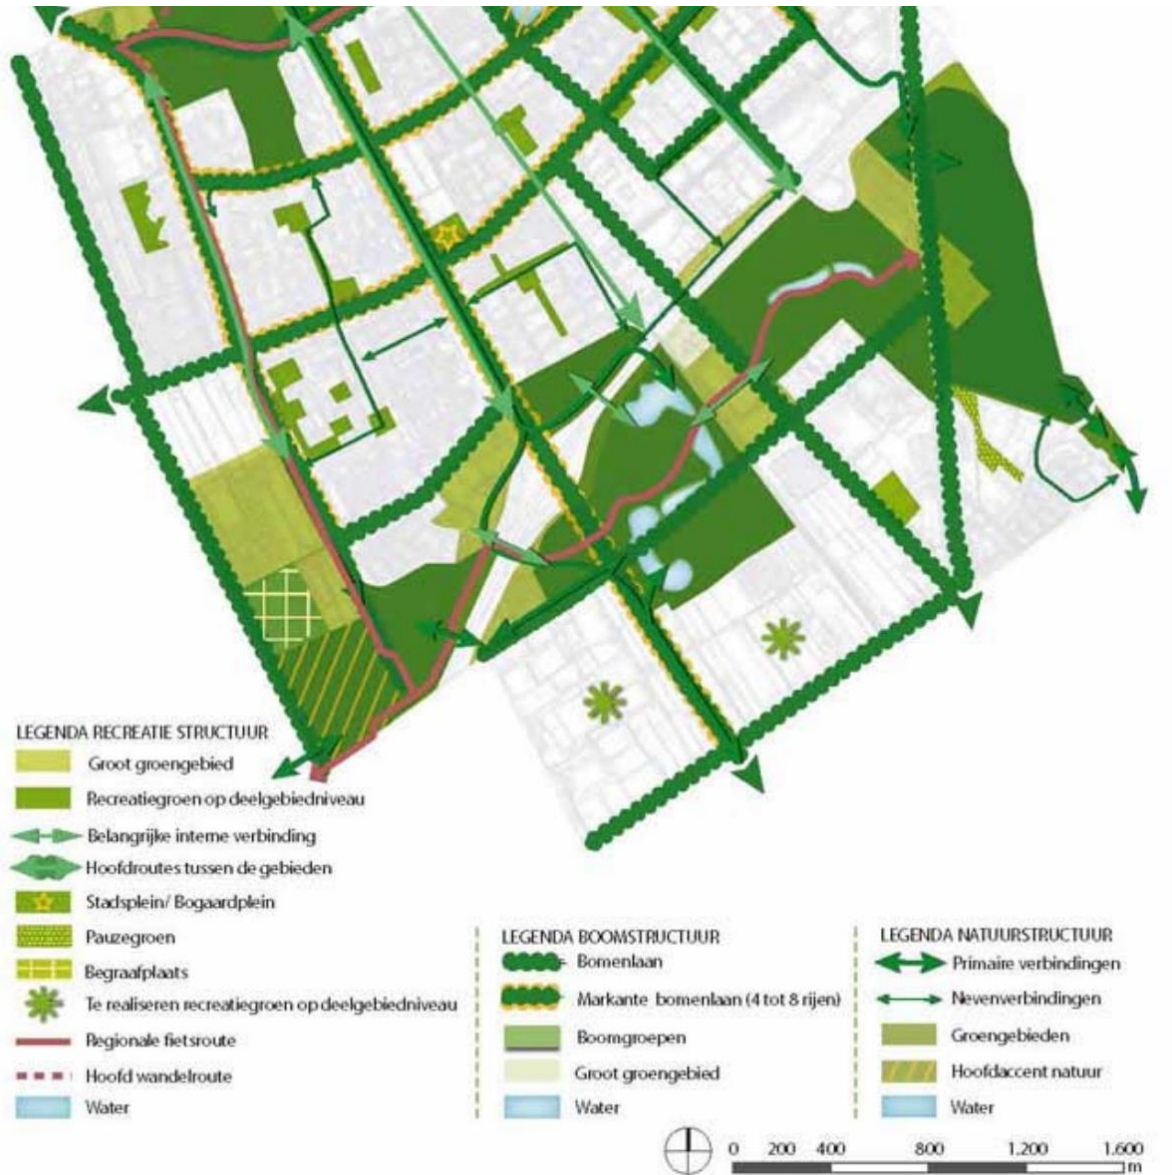 LEGENDA RECREATIE STRUCTUUR
Groot groengebied
Recreatiegroen op deelgebiedniveau
Belangrijke interne verbinding
Hoofdroutes tussen de gebieden
Stadsplein/ Bogaardplein
Pauzegroen
Begraafplaats
Te realiseren recreatiegroen op deelgebiedniveau
Regionale fietsroute
Hoofd wandelroute
Water
LEGENDA BOOMSTRUCTUUR
Bomenlaan
Markante bomenlaan (4 tot 8 rijen)
Boomgroepen
Groot groengebied
Water
LEGENDA NATUURSTRUCTUUR
Primaire verbindingen
Nevenverbindingen
Groengebieden
Hoofdaccent natuur
Water
0 200 400 800 1.200 1.600
m